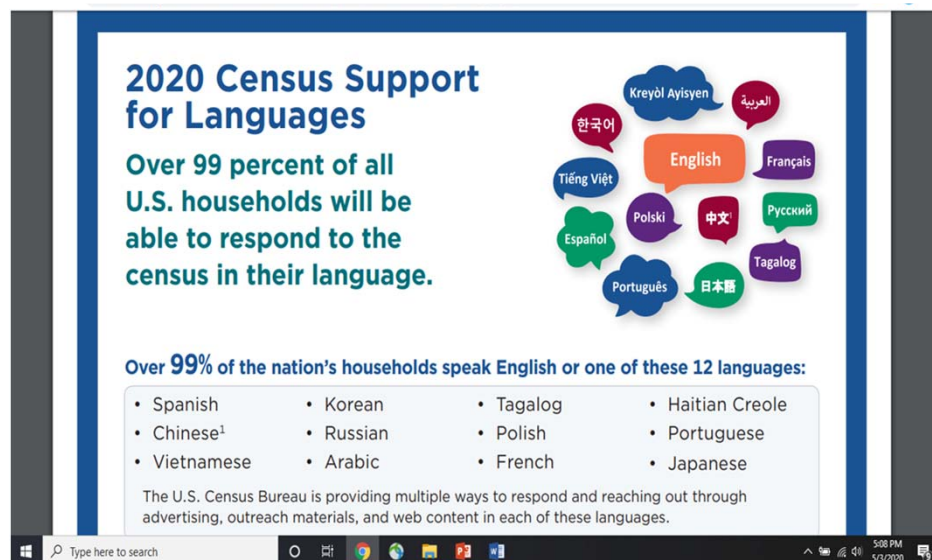 2020 Census Support
for Languages
Over 99 percent of all
U.S. households will be
able to respond to the
census in their language.
Kreyòl Ayisyen
العربية
한국어
English
Français
Tiếng Việt
Polski
中文¹
Русский
Español
Tagalog
Português
日本語
Over 99% of the nation's households speak English or one of these 12 languages:
• Spanish
• Chinese¹
• Vietnamese
• Korean
• Russian
• Arabic
• Tagalog
• Polish
• French
• Haitian Creole
• Portuguese
• Japanese
The U.S. Census Bureau is providing multiple ways to respond and reaching out through
advertising, outreach materials, and web content in each of these languages.
Type here to search
5:08 PM
5/3/2020